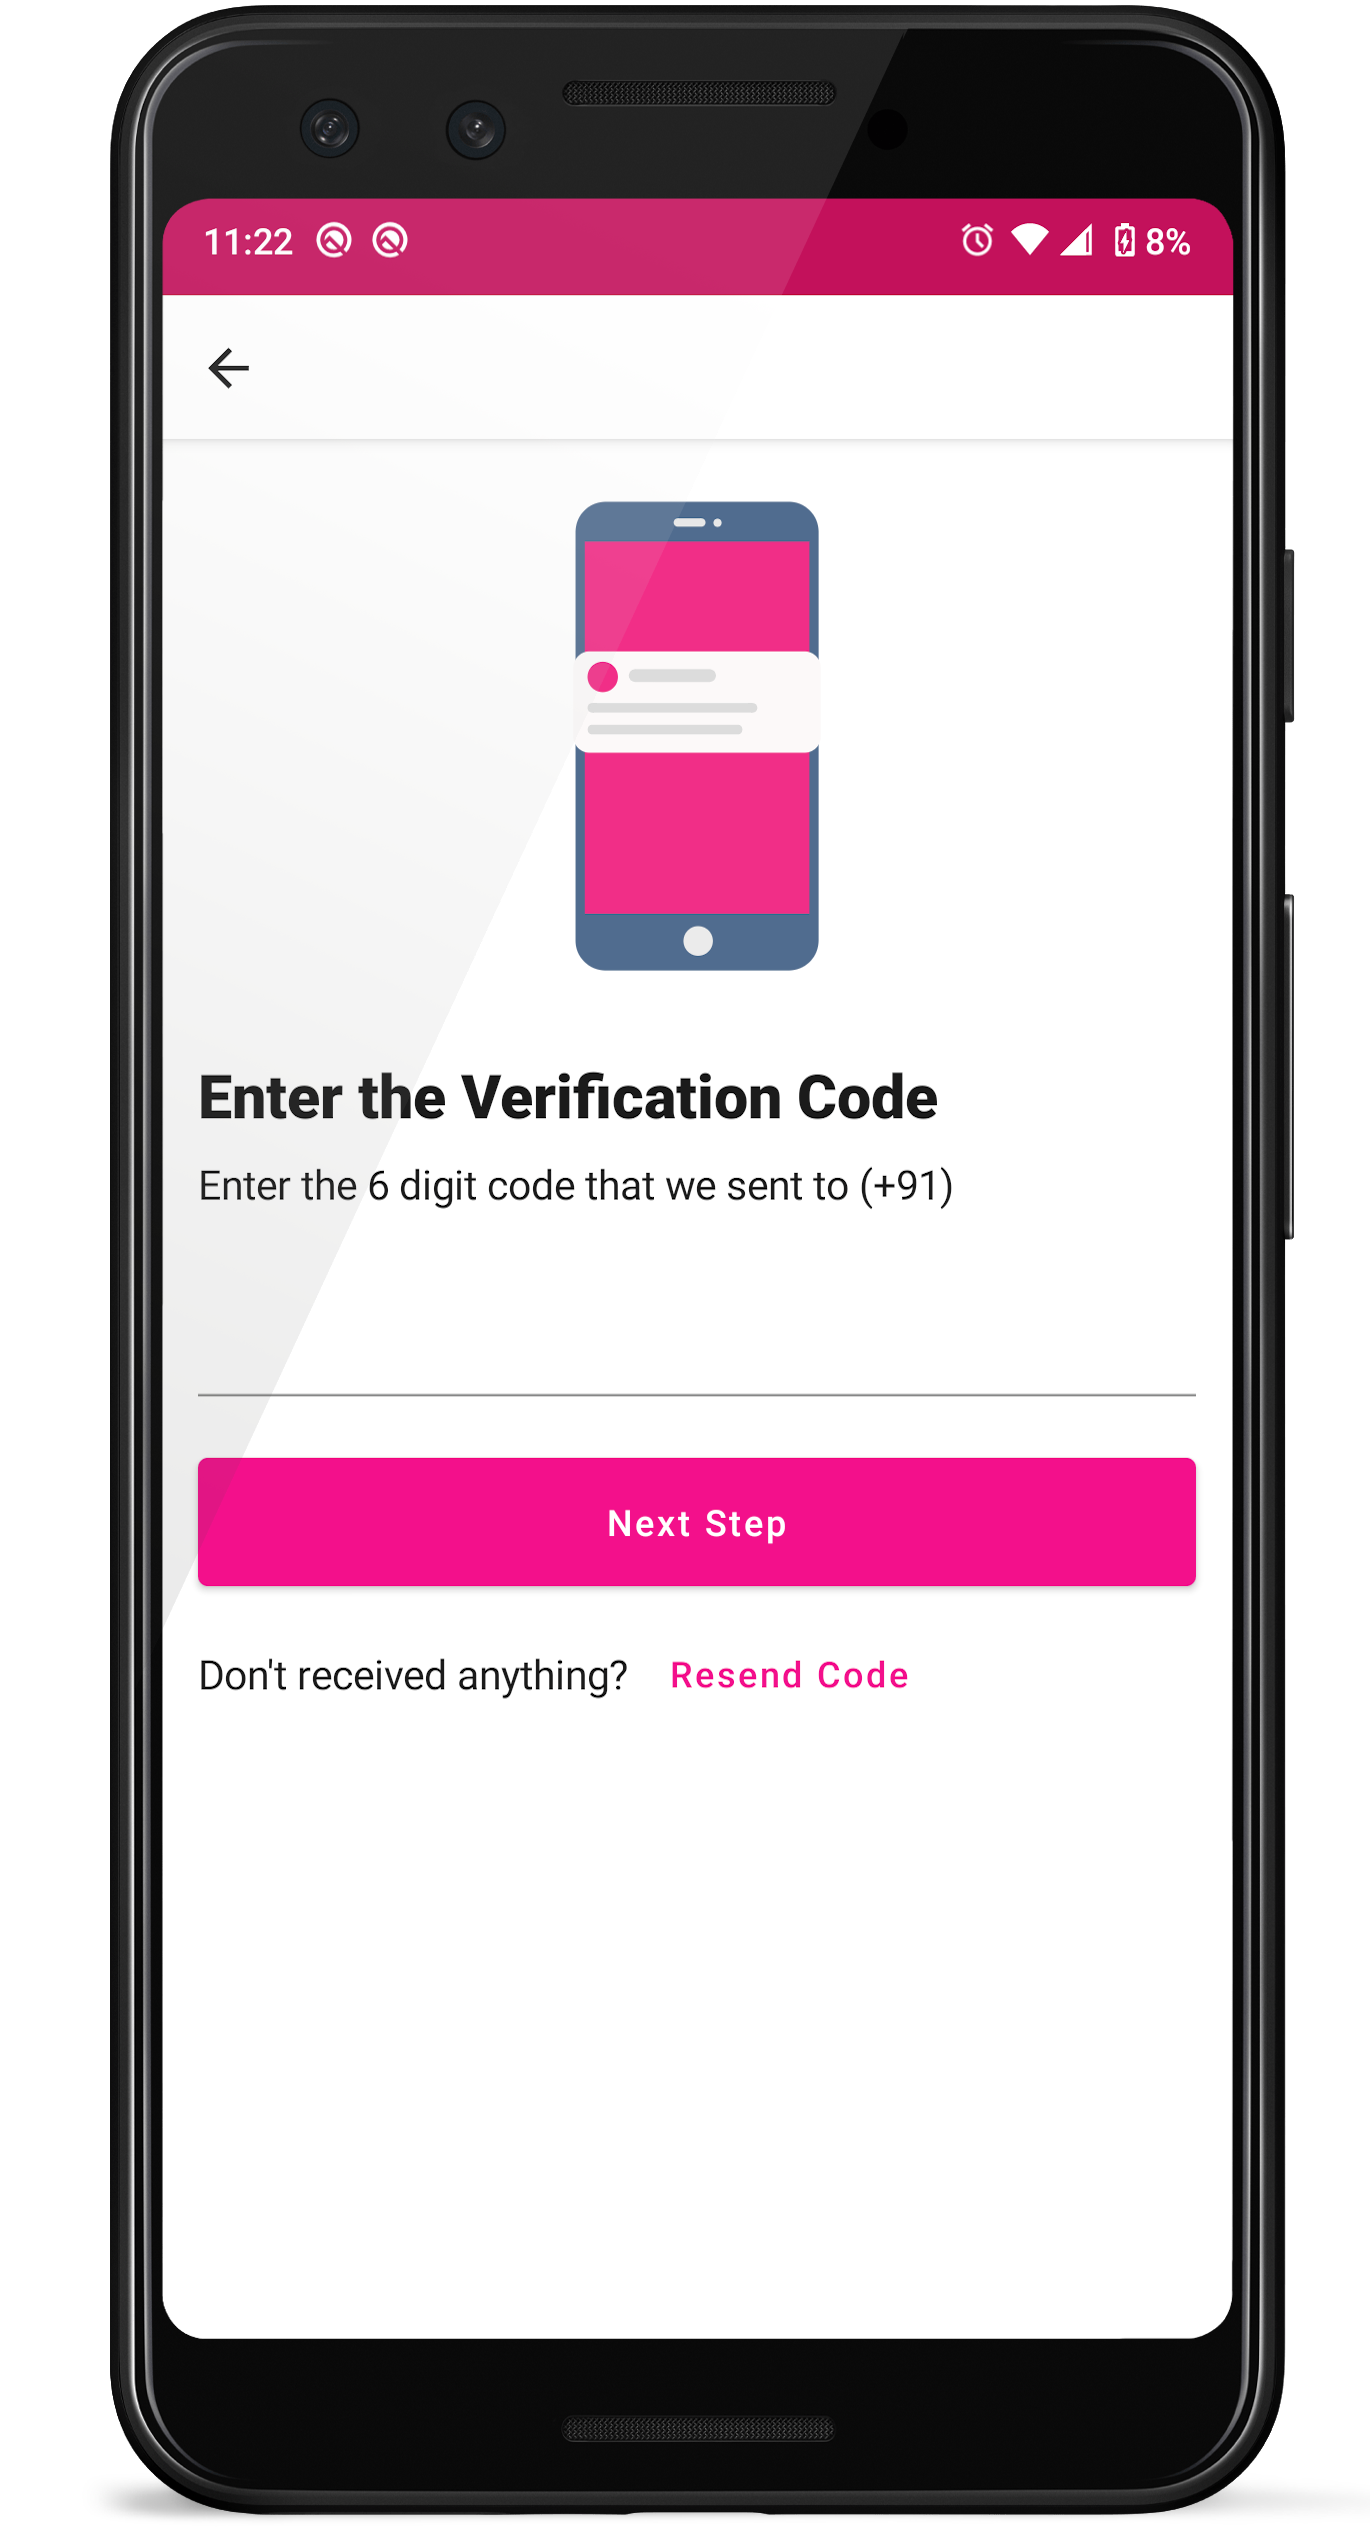 11:22 8%
Enter the Verification Code
Enter the 6 digit code that we sent to (+91)
Next Step
Don't received anything? Resend Code